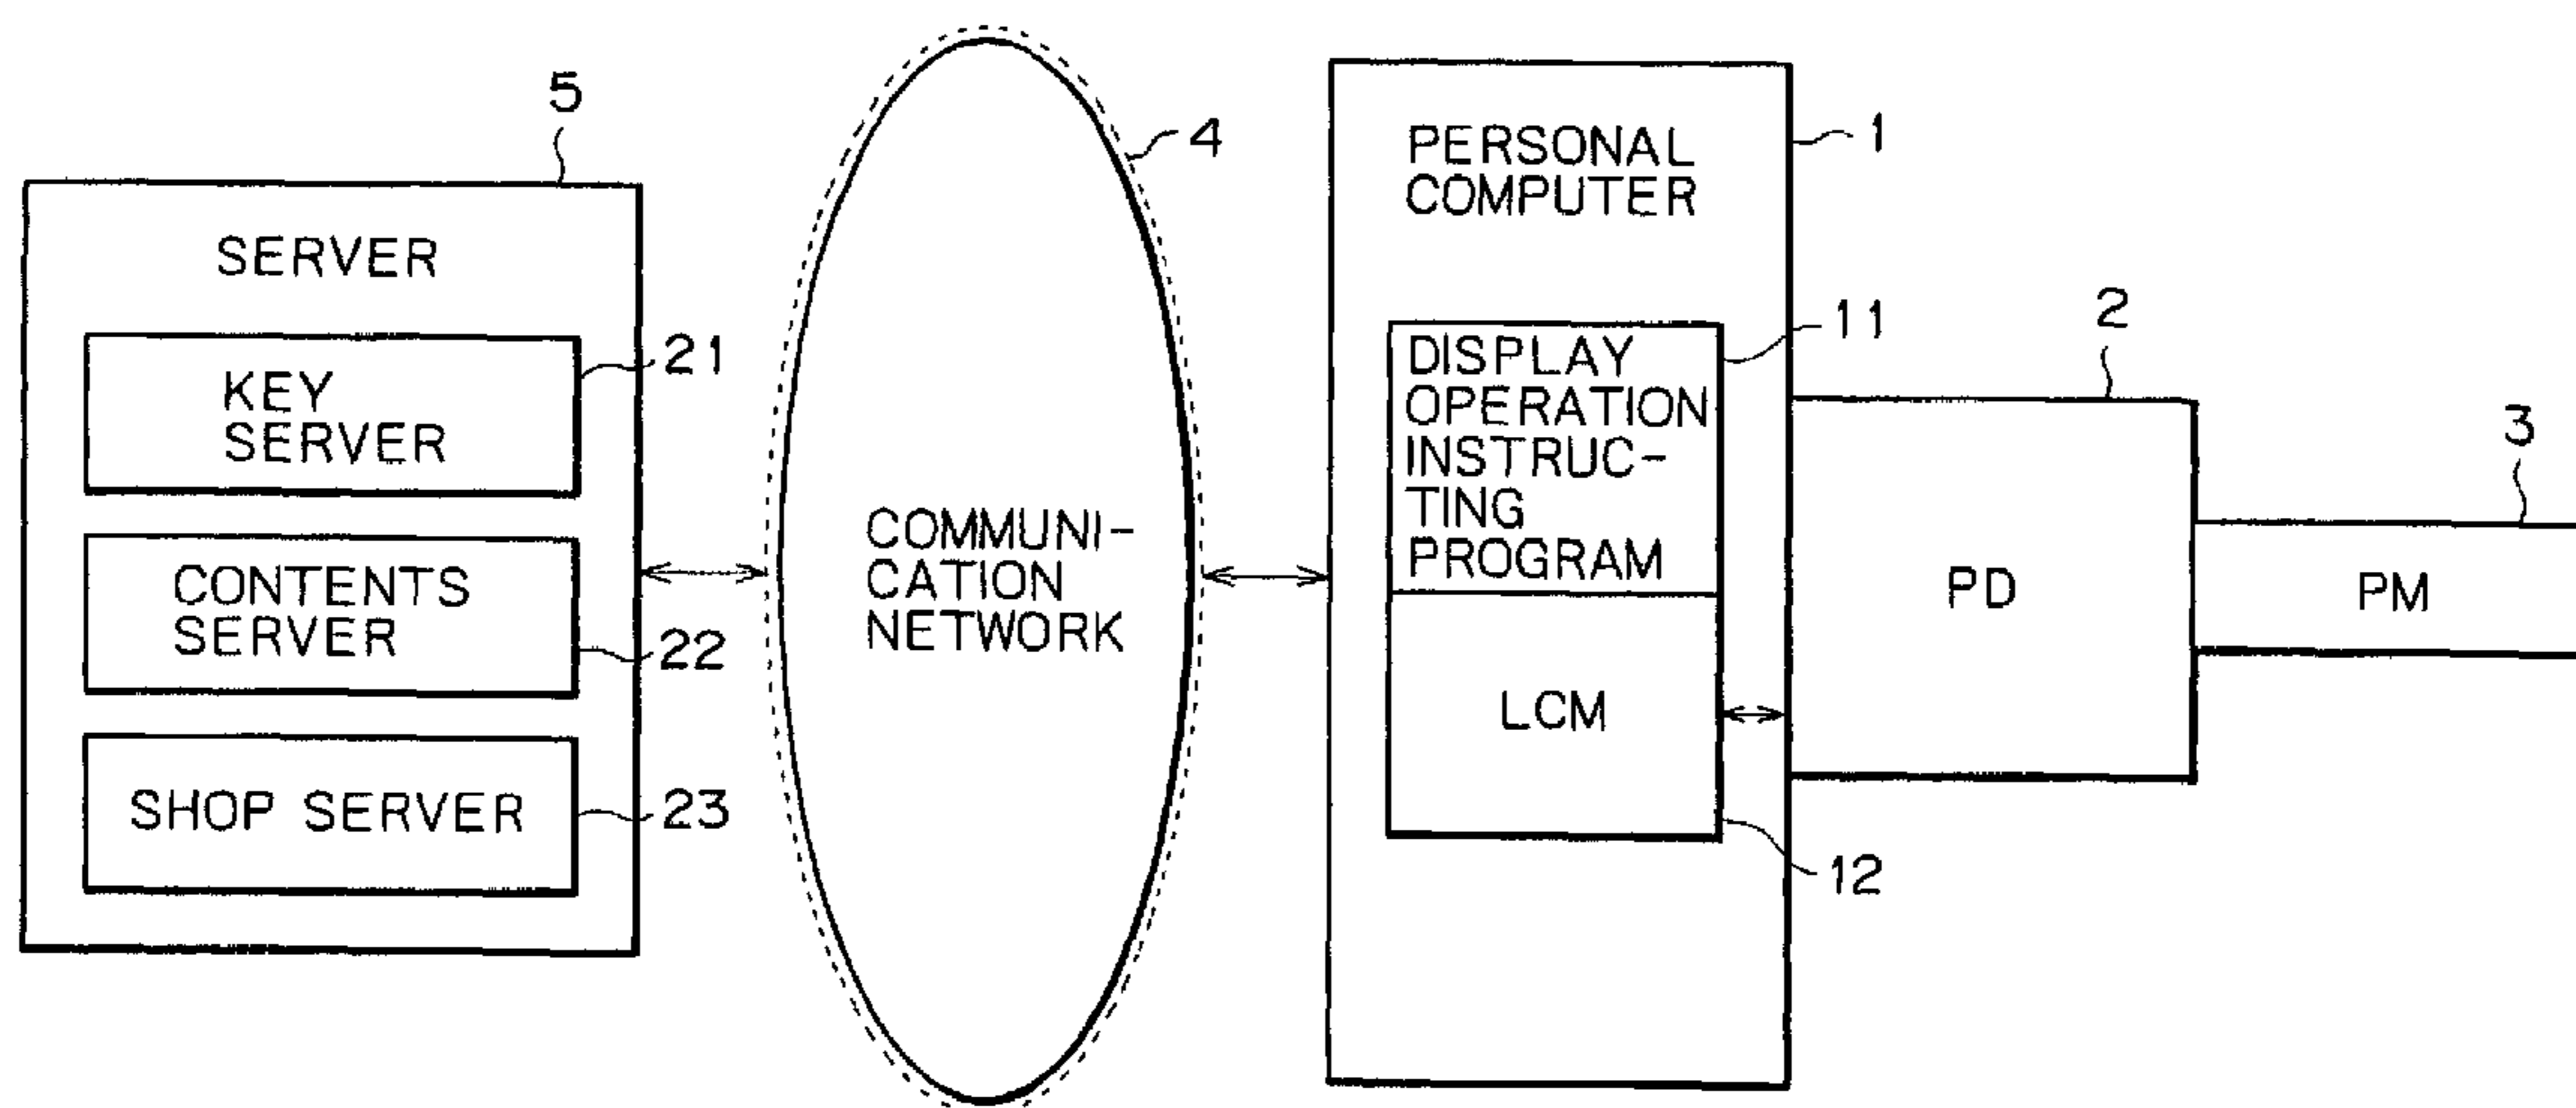 5
SERVER
21
KEY
SERVER
CONTENTS
SERVER
22
SHOP SERVER
23
4
COMMUNI-
CATION
NETWORK
1
PERSONAL
COMPUTER
11
DISPLAY
OPERATION
INSTRUC-
TING
PROGRAM
LCM
12
2
PD
3
PM